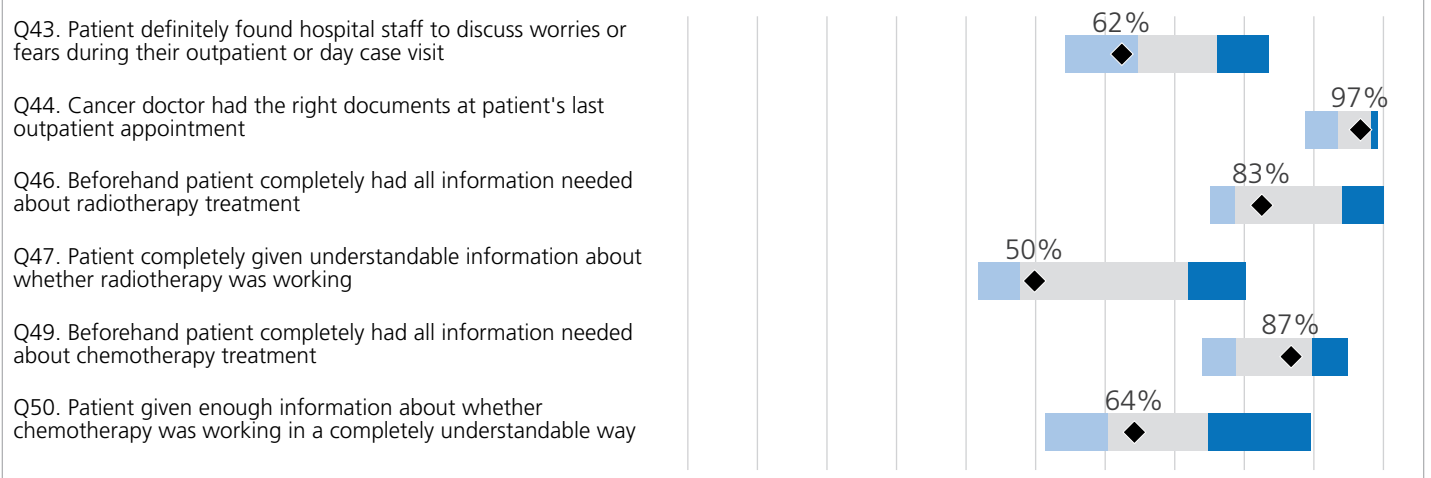 Q43. Patient definitely found hospital staff to discuss worries or
fears during their outpatient or day case visit
62%
Q44. Cancer doctor had the right documents at patient's last
outpatient appointment
97%
Q46. Beforehand patient completely had all information needed
about radiotherapy treatment
83%
Q47. Patient completely given understandable information about
whether radiotherapy was working
50%
Q49. Beforehand patient completely had all information needed
about chemotherapy treatment
87%
Q50. Patient given enough information about whether
chemotherapy was working in a completely understandable way
64%